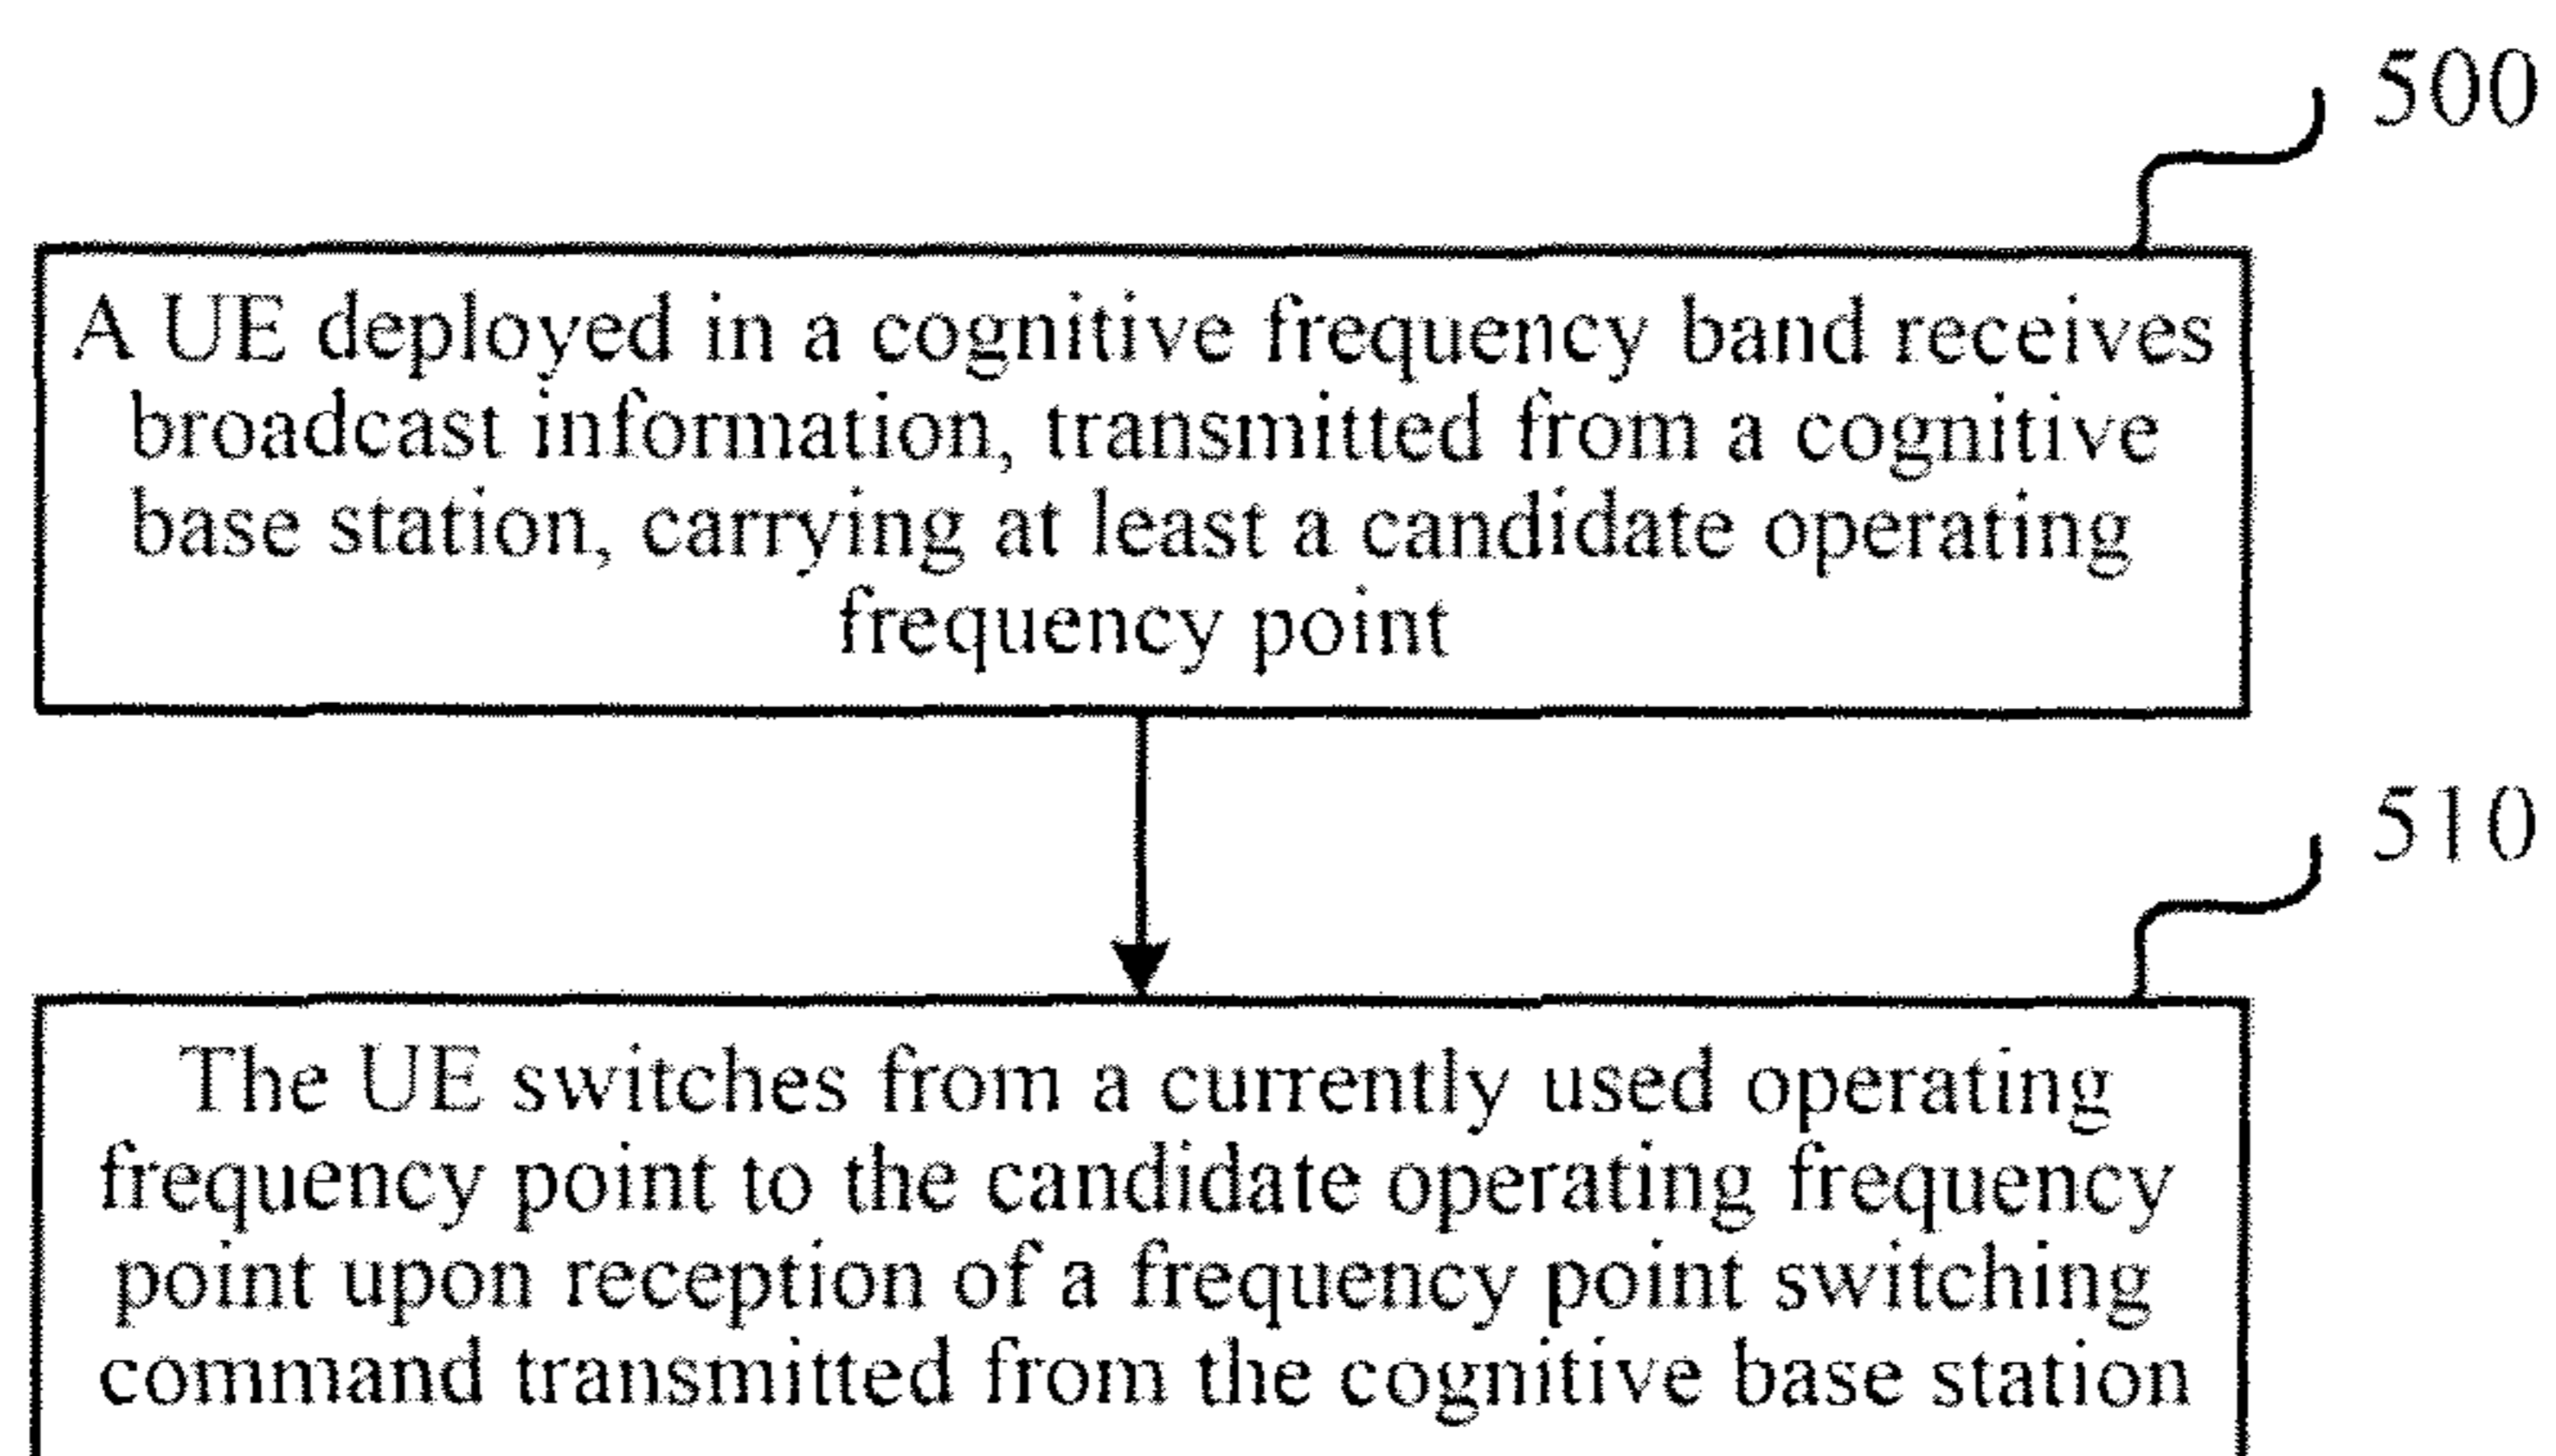 500
A UE deployed in a cognitive frequency band receives
broadcast information, transmitted from a cognitive
base station, carrying at least a candidate operating
frequency point
510
The UE switches from a currently used operating
frequency point to the candidate operating frequency
point upon reception of a frequency point switching
command transmitted from the cognitive base station